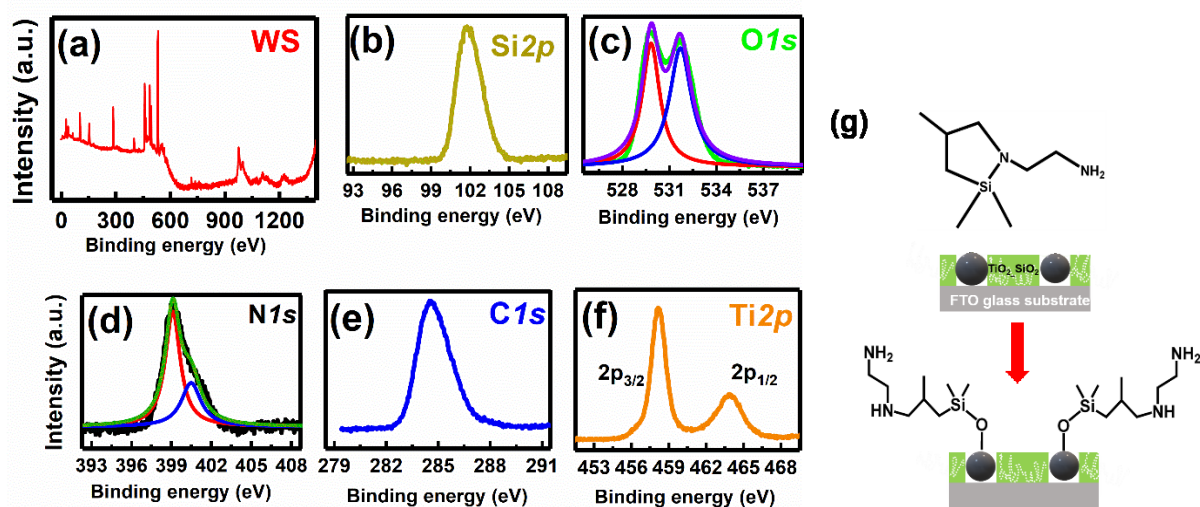 (a)
WS
Intensity (a.u.)
0 300 600 900 1200
Binding energy (eV)
(b)
Si2p
93 96 99 102 105 108
Binding energy (eV)
(c)
O1s
528 531 534 537
Binding energy (eV)
(d)
N1s
Intensity (a.u.)
393 396 399 402 405 408
Binding energy (eV)
(e)
C1s
279 282 285 288 291
Binding energy (eV)
(f)
Ti2p
2p3/2
2p1/2
453 456 459 462 465 468
Binding energy (eV)
(g)
N
NH2
Si
TiO2_SiO2
FTO glass substrate
NH2
NH2
Si
Si
NH
NH
O
O